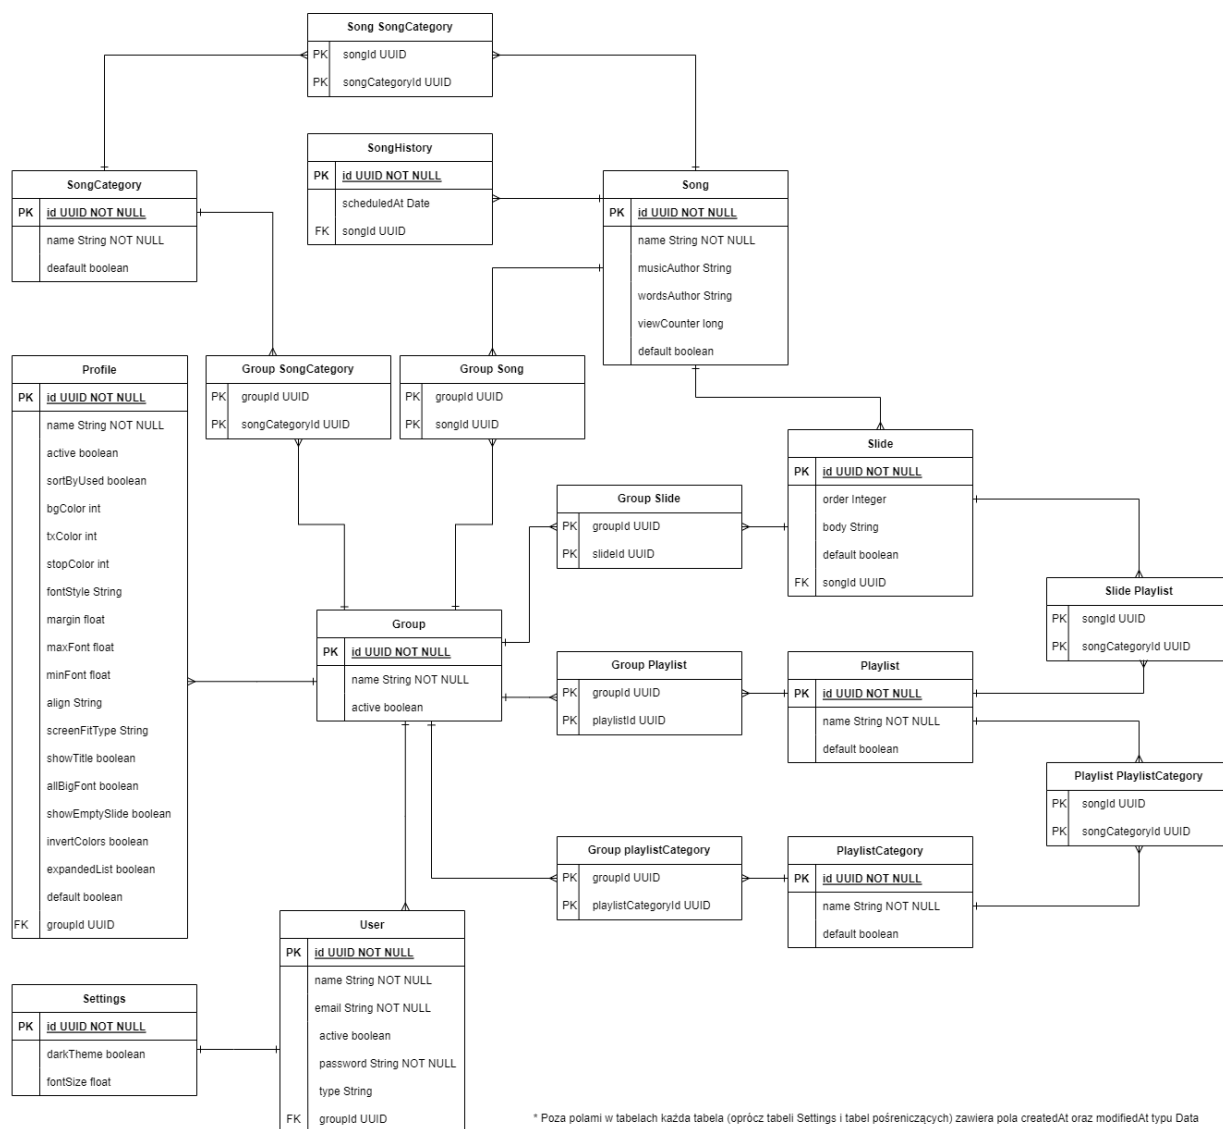 Song SongCategory
PK songId UUID
PK songCategoryId UUID
SongHistory
PK id UUID NOT NULL
scheduledAt Date
FK songId UUID
SongCategory
PK id UUID NOT NULL
name String NOT NULL
deafault boolean
Song
PK id UUID NOT NULL
name String NOT NULL
musicAuthor String
wordsAuthor String
viewCounter long
default boolean
Profile
PK id UUID NOT NULL
name String NOT NULL
active boolean
sortByUsed boolean
bgColor int
txColor int
stopColor int
fontStyle String
margin float
maxFont float
minFont float
align String
screenFitType String
showTitle boolean
allBigFont boolean
showEmptySlide boolean
invertColors boolean
expandedList boolean
default boolean
FK groupId UUID
Group SongCategory
PK groupId UUID
PK songCategoryId UUID
Group Song
PK groupId UUID
PK songId UUID
Slide
PK id UUID NOT NULL
order Integer
body String
default boolean
FK songId UUID
Group Slide
PK groupId UUID
PK slideId UUID
Slide Playlist
PK songId UUID
PK songCategoryId UUID
Group
PK id UUID NOT NULL
name String NOT NULL
active boolean
Group Playlist
PK groupId UUID
PK playlistId UUID
Playlist
PK id UUID NOT NULL
name String NOT NULL
default boolean
Playlist PlaylistCategory
PK songId UUID
PK songCategoryId UUID
Group playlistCategory
PK groupId UUID
PK playlistCategoryId UUID
PlaylistCategory
PK id UUID NOT NULL
name String NOT NULL
default boolean
User
PK id UUID NOT NULL
name String NOT NULL
email String NOT NULL
active boolean
password String NOT NULL
type String
FK groupId UUID
Settings
PK id UUID NOT NULL
darkTheme boolean
fontSize float
* Poza polami w tabelach każda tabela (oprócz tabeli Settings i tabel pośreniczących) zawiera pola createdAt oraz modifiedAt typu Data